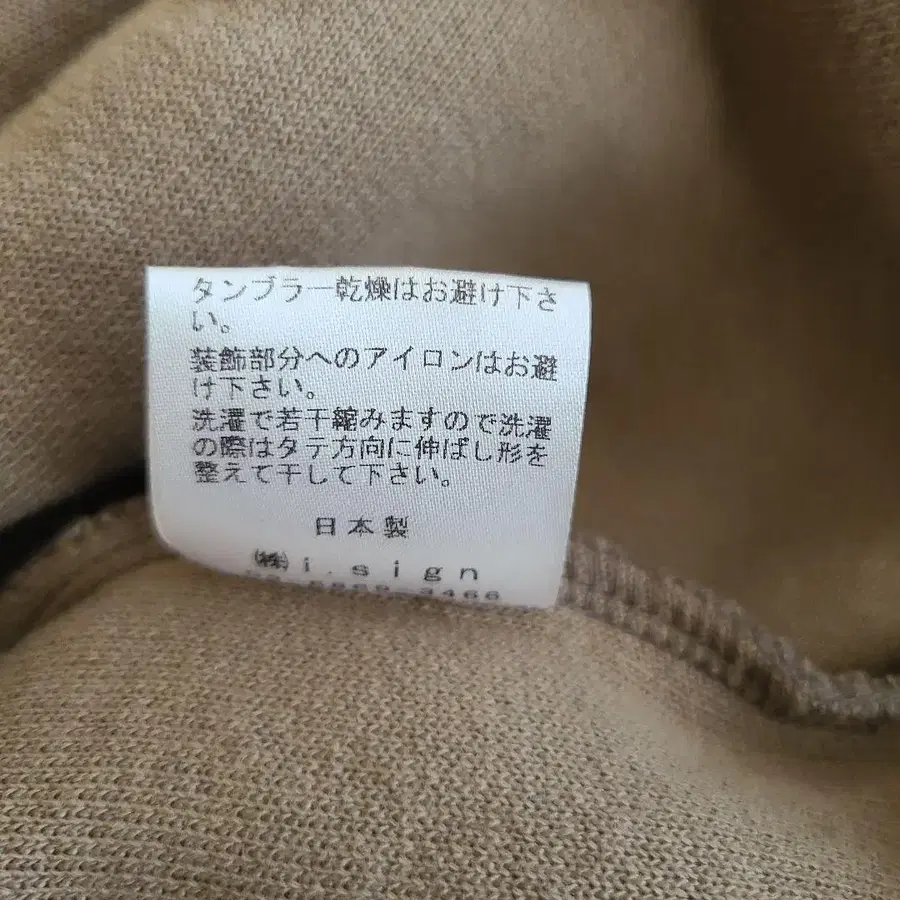 タンブラー乾燥はお避け下さ
い。
装飾部分へのアイロンはお避
け下さい。
洗濯で若干縮みますので洗濯
の際はタテ方向に伸ばし形を
整えて干して下さい。
日本製
㈱i.sign